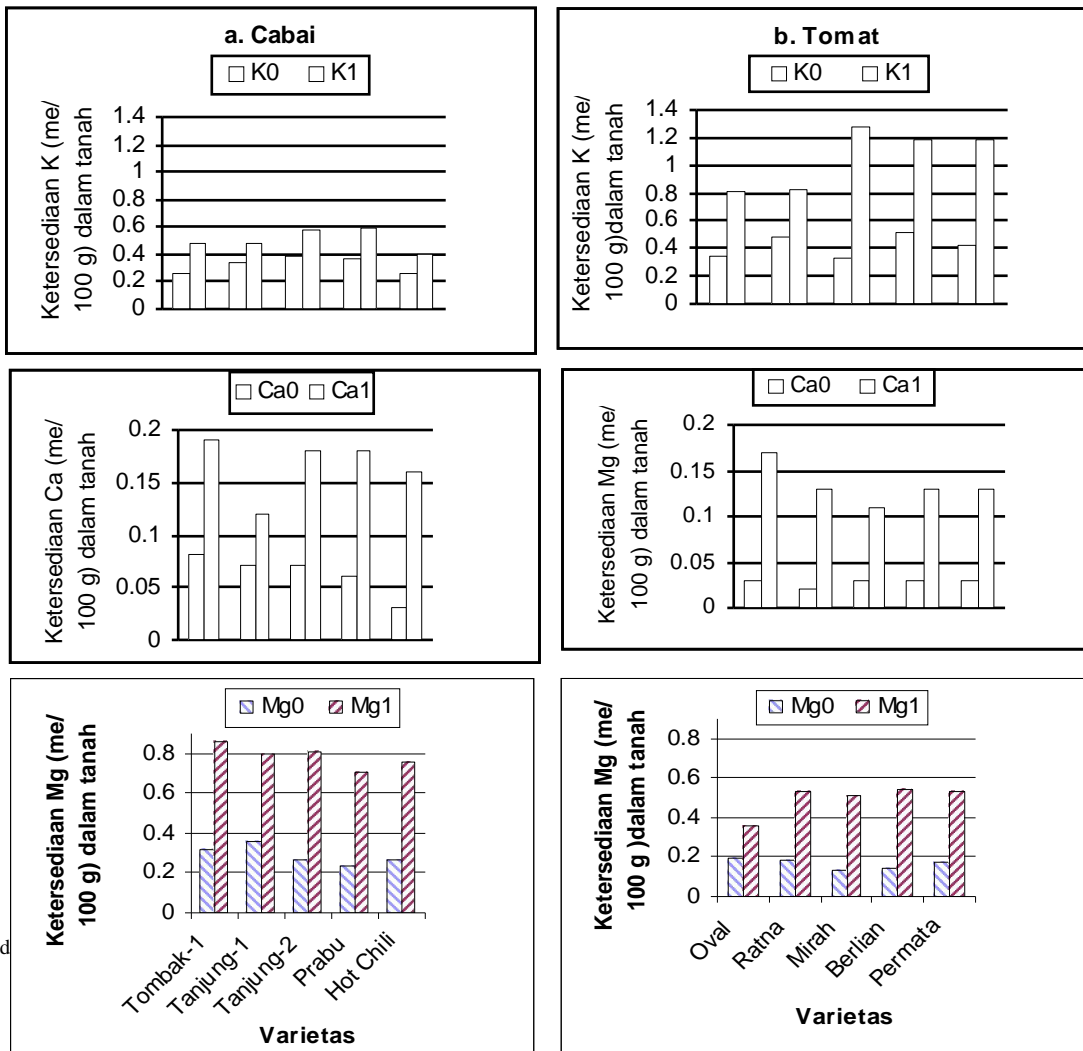 a. Cabai
K0 K1
Ketersediaan K (me/
100 g) dalam tanah
1.4
1.2
1
0.8
0.6
0.4
0.2
0
b. Tomat
K0 K1
Ketersediaan K (me/
100 g)dalam tanah
1.4
1.2
1
0.8
0.6
0.4
0.2
0
Ca0 Ca1
Ketersediaan Ca (me/
100 g) dalam tanah
0.2
0.15
0.1
0.05
0
Ca0 Ca1
Ketersediaan Mg (me/
100 g) dalam tanah
0.2
0.15
0.1
0.05
0
Mg0 Mg1
Ketersediaan Mg (me/
100 g) dalam tanah
0.8
0.6
0.4
0.2
0
Tombak-1
Tanjung-1
Tanjung-2
Prabu
Hot Chili
Varietas
Mg0 Mg1
Ketersediaan Mg (me/
100 g )dalam tanah
0.8
0.6
0.4
0.2
0
Oval
Ratna
Mirah
Berlian
Permata
Varietas
d